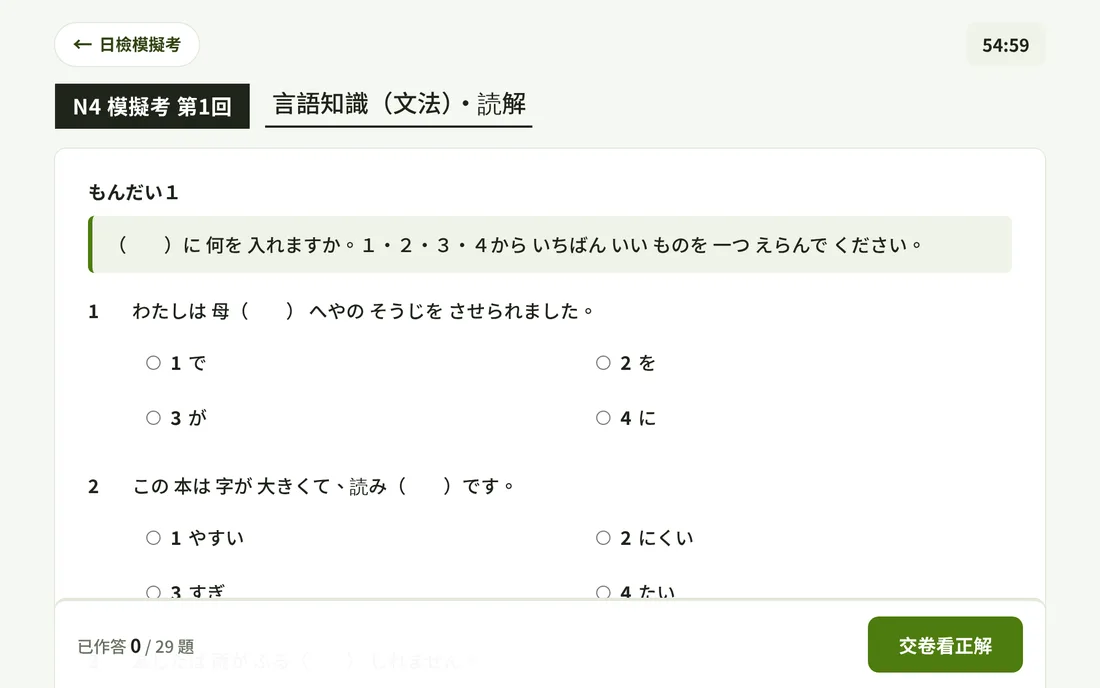 ← 日檢模擬考
54:59
N4 模擬考 第1回
言語知識（文法）・読解
もんだい１
（　　）に 何を 入れますか。１・２・３・４から いちばん いい ものを 一つ えらんで ください。
1 わたしは 母（　　） へやの そうじを させられました。
1 で
2 を
3 が
4 に
2 この 本は 字が 大きくて、読み（　　）です。
1 やすい
2 にくい
3 すぎ
4 たい
已作答 0 / 29 題
交卷看正解